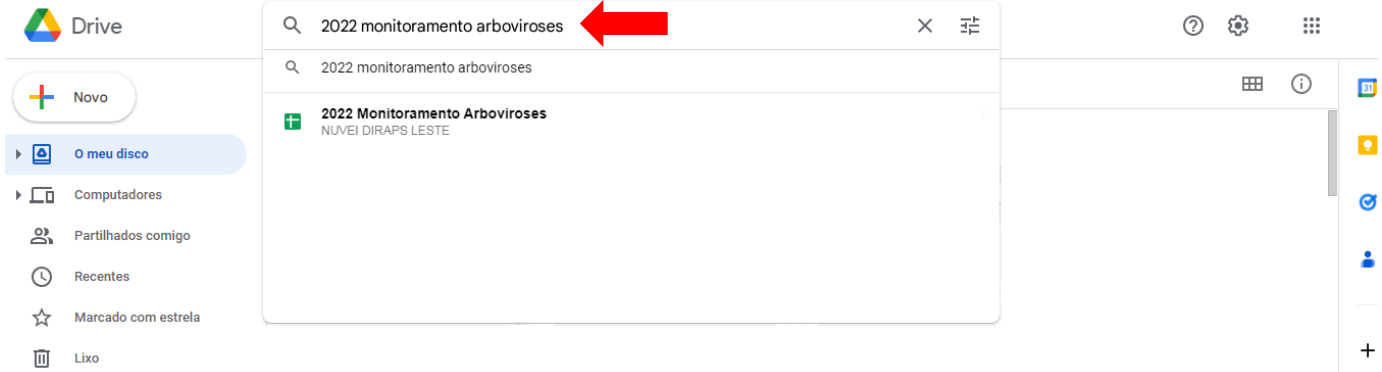 Drive
2022 monitoramento arboviroses
2022 monitoramento arboviroses
2022 Monitoramento Arboviroses
NUVEI DIRAPS LESTE
Novo
O meu disco
Computadores
Partilhados comigo
Recentes
Marcado com estrela
Lixo
31